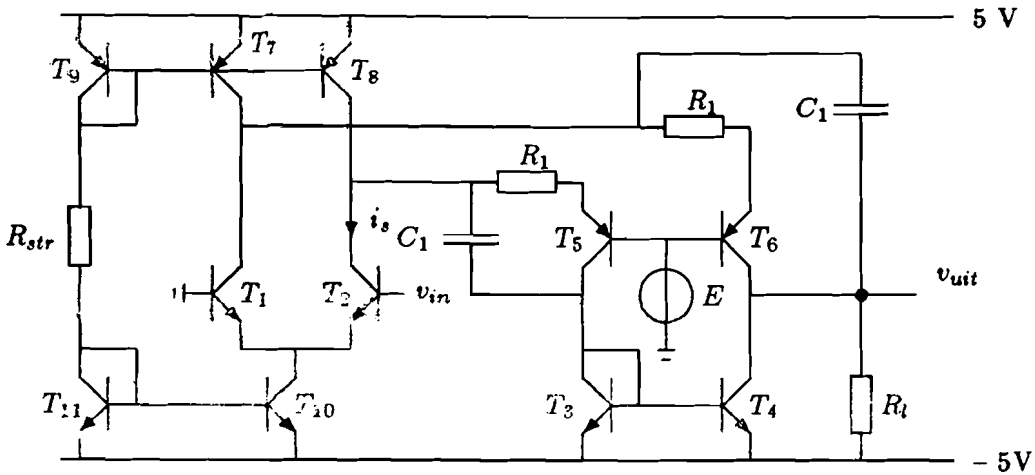 5 V
T₉
T₇
T₈
R₁
C₁
R₁
Rstr
iₛ
C₁
T₅
T₆
T₁
T₂
vin
E
vuit
T₁₁
T₁₀
T₃
T₄
Rₗ
– 5V